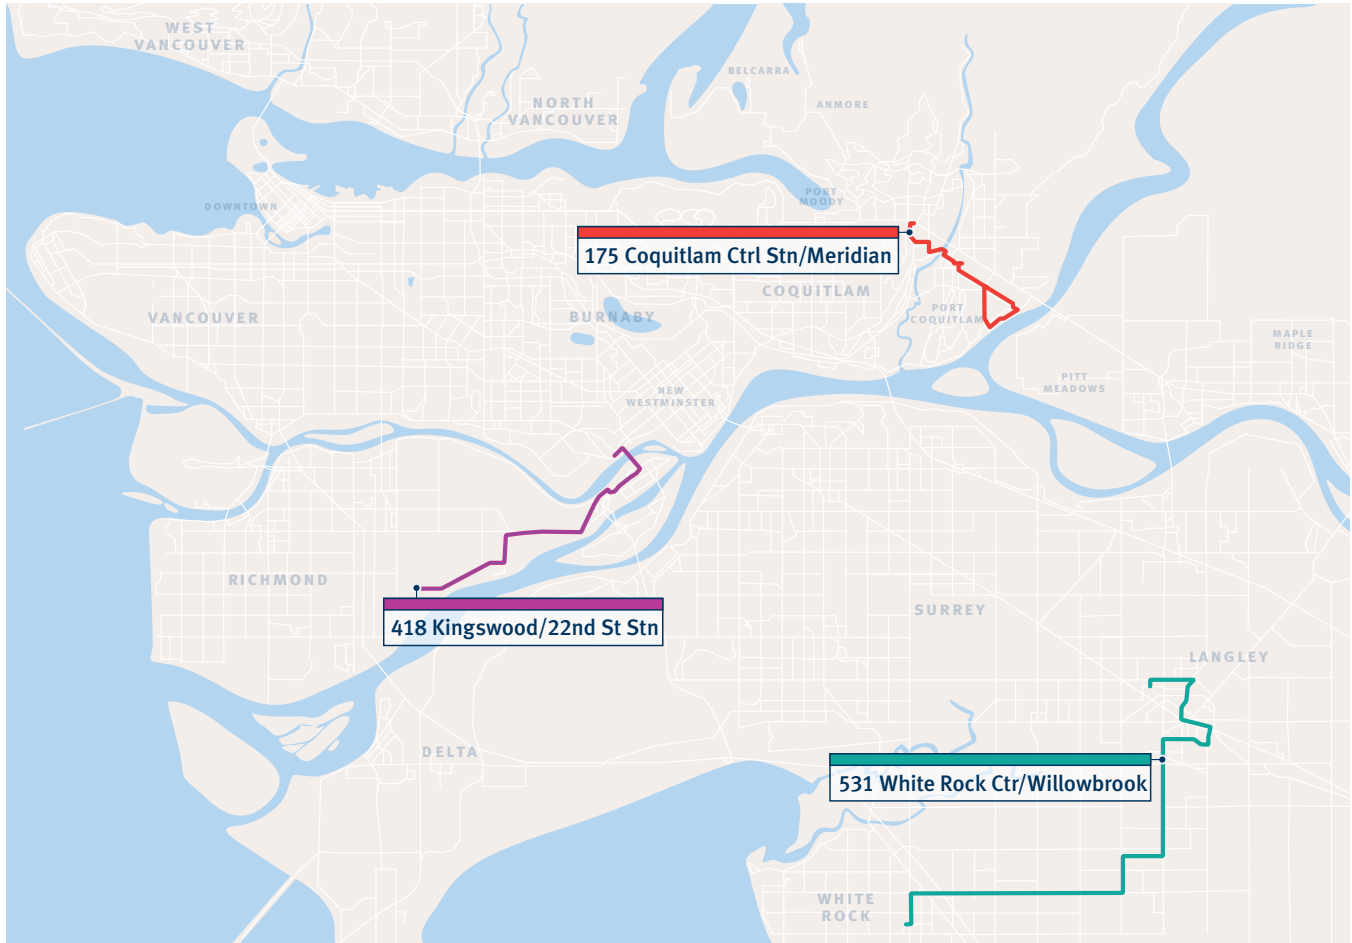 WEST
VANCOUVER
BELCARRA
NORTH
VANCOUVER
ANMORE
PORT
MOODY
DOWNTOWN
175 Coquitlam Ctrl Stn/Meridian
COQUITLAM
VANCOUVER
BURNABY
PORT
COQUITLAM
MAPLE
RIDGE
PITT
MEADOWS
NEW
WESTMINSTER
RICHMOND
418 Kingswood/22nd St Stn
SURREY
LANGLEY
DELTA
531 White Rock Ctr/Willowbrook
WHITE
ROCK